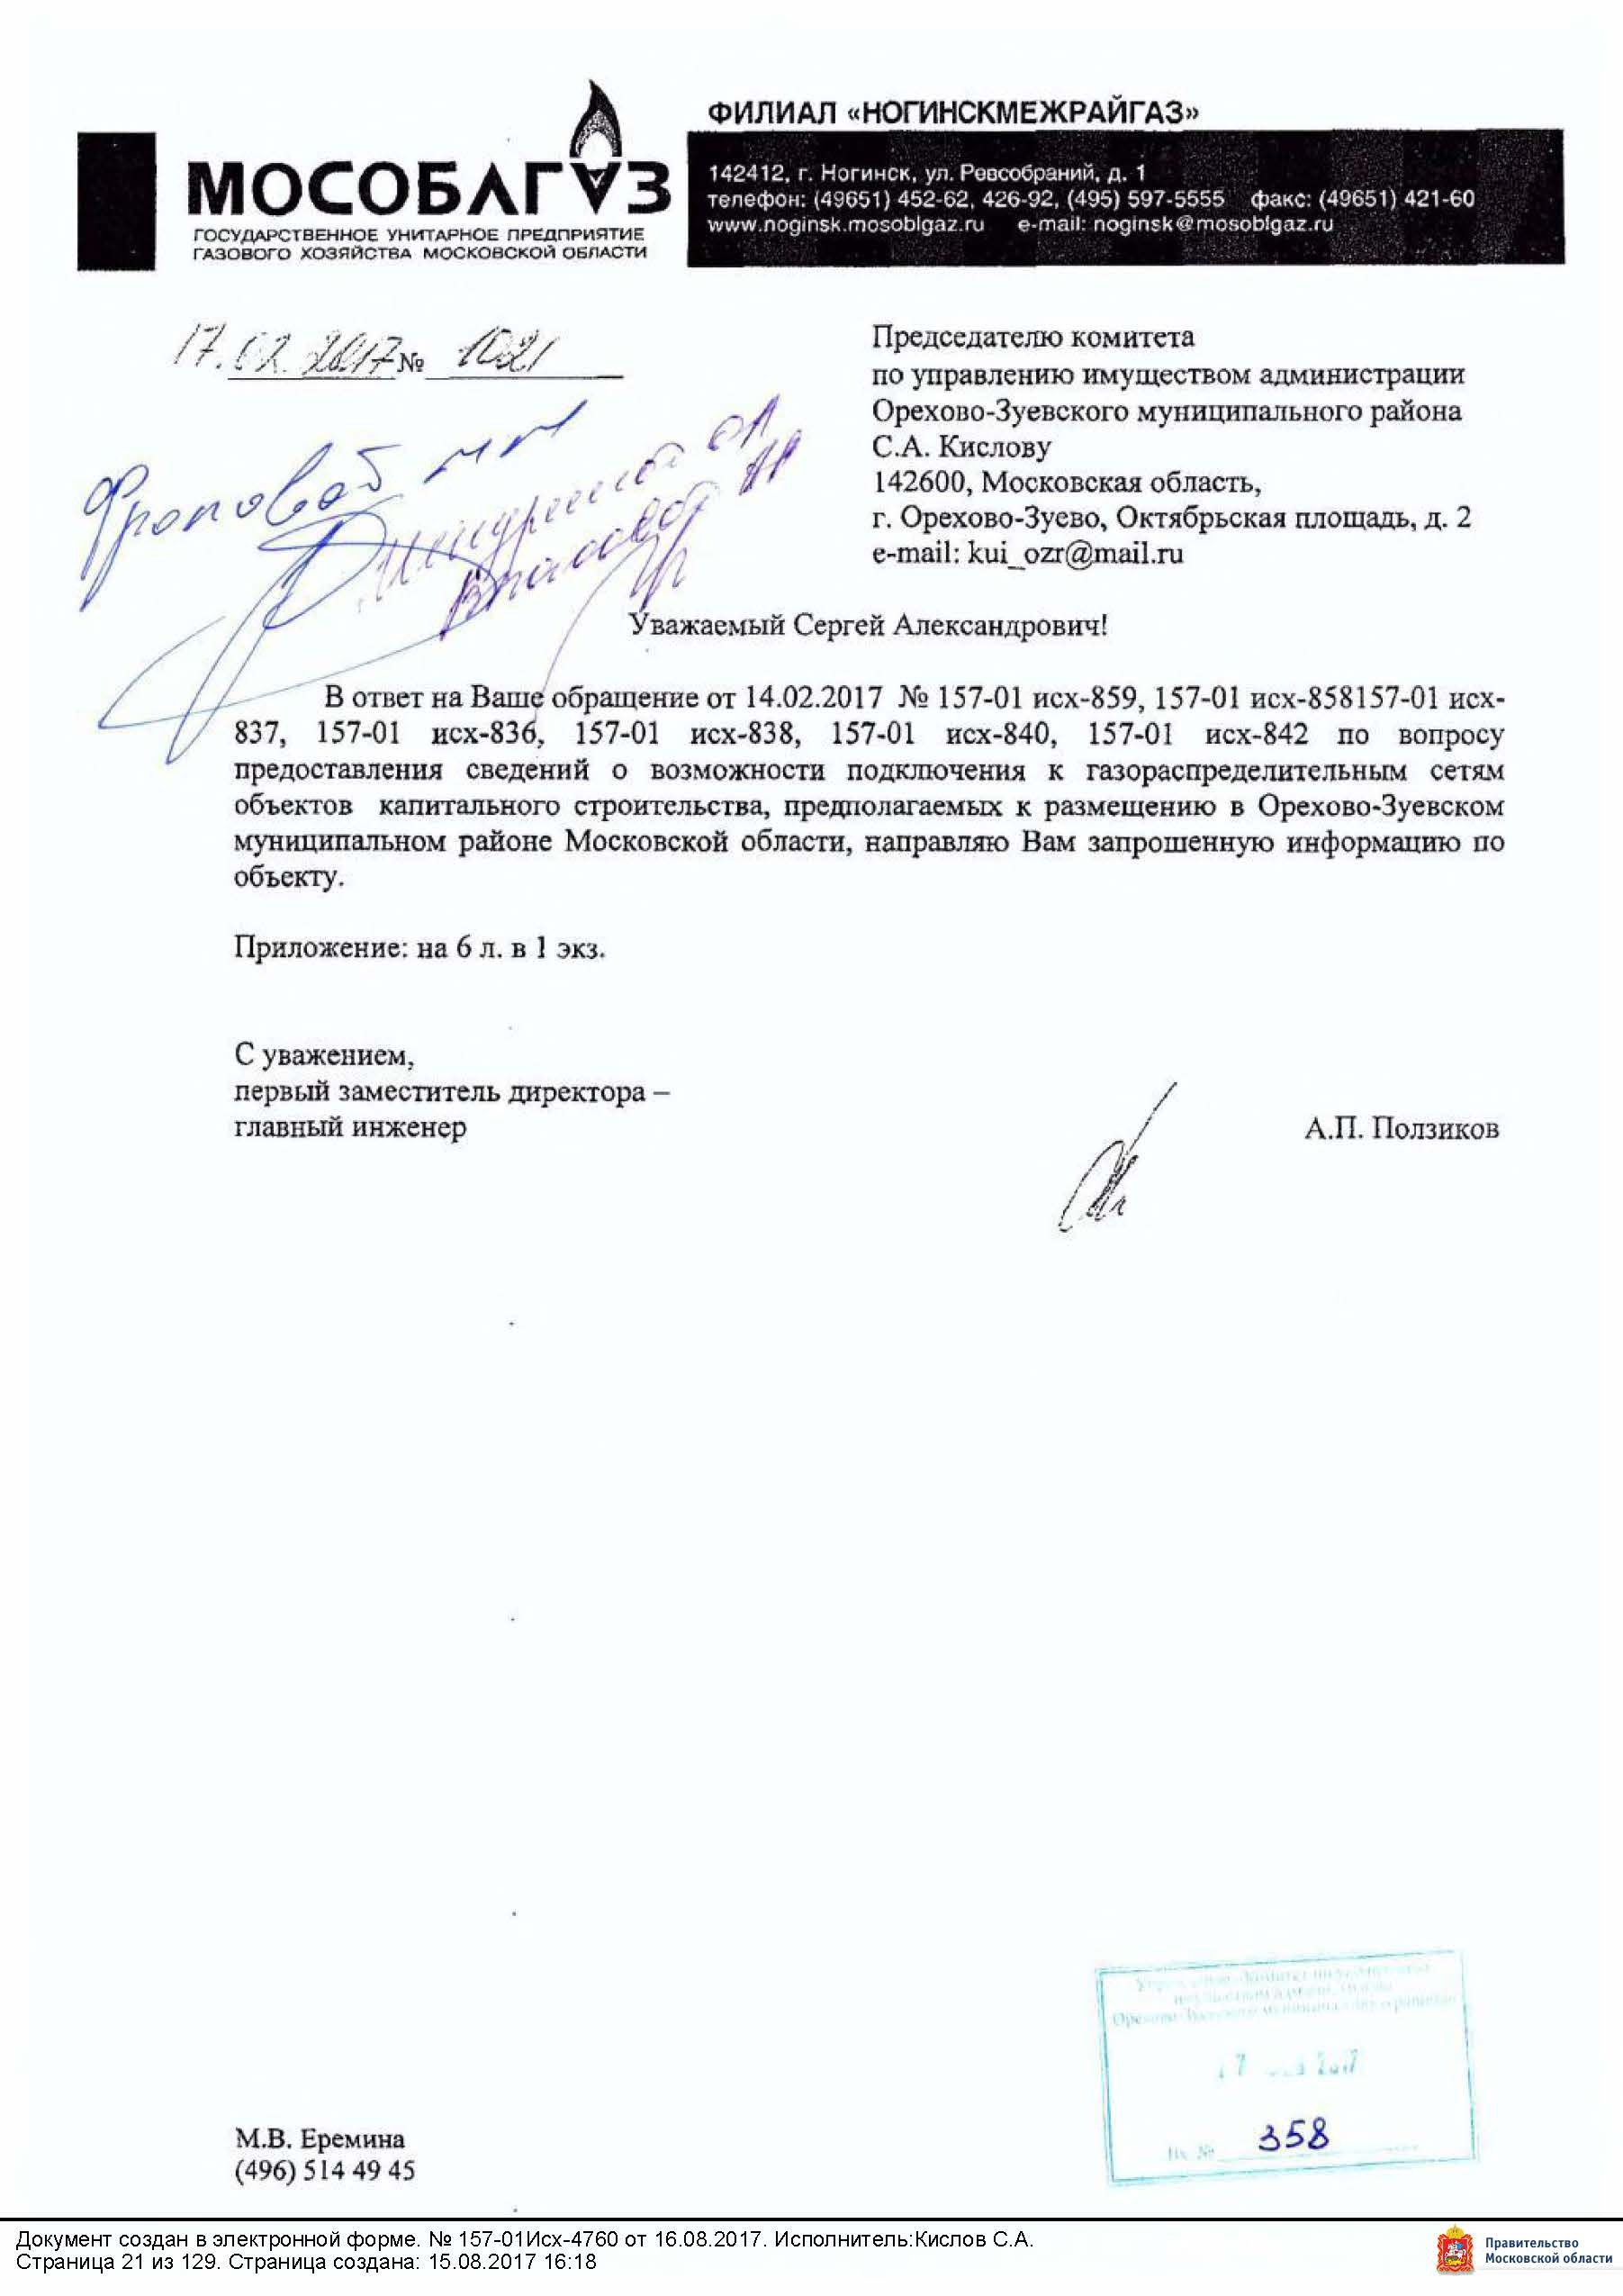 МОСОБЛГАЗ
ГОСУДАРСТВЕННОЕ УНИТАРНОЕ ПРЕДПРИЯТИЕ
ГАЗОВОГО ХОЗЯЙСТВА МОСКОВСКОЙ ОБЛАСТИ
ФИЛИАЛ «НОГИНСКМЕЖРАЙГАЗ»
142412, г. Ногинск, ул. Ревсобраний, д. 1
телефон: (49651) 452-62, 426-92, (495) 597-5555 факс: (49651) 421-60
www.noginsk.mosoblgaz.ru e-mail: noginsk@mosoblgaz.ru
17.02.2017 № 1021
Председателю комитета
по управлению имуществом администрации
Орехово-Зуевского муниципального района
С.А. Кислову
142600, Московская область,
г. Орехово-Зуево, Октябрьская площадь, д. 2
e-mail: kui_ozr@mail.ru
Уважаемый Сергей Александрович!
В ответ на Ваше обращение от 14.02.2017 № 157-01 исх-859, 157-01 исх-858157-01 исх-
837, 157-01 исх-836, 157-01 исх-838, 157-01 исх-840, 157-01 исх-842 по вопросу
предоставления сведений о возможности подключения к газораспределительным сетям
объектов капитального строительства, предполагаемых к размещению в Орехово-Зуевском
муниципальном районе Московской области, направляю Вам запрошенную информацию по
объекту.
Приложение: на 6 л. в 1 экз.
С уважением,
первый заместитель директора –
главный инженер
А.П. Ползиков
358
М.В. Еремина
(496) 514 49 45
Документ создан в электронной форме. № 157-01Исх-4760 от 16.08.2017. Исполнитель:Кислов С.А.
Страница 21 из 129. Страница создана: 15.08.2017 16:18
Правительство
Московской области